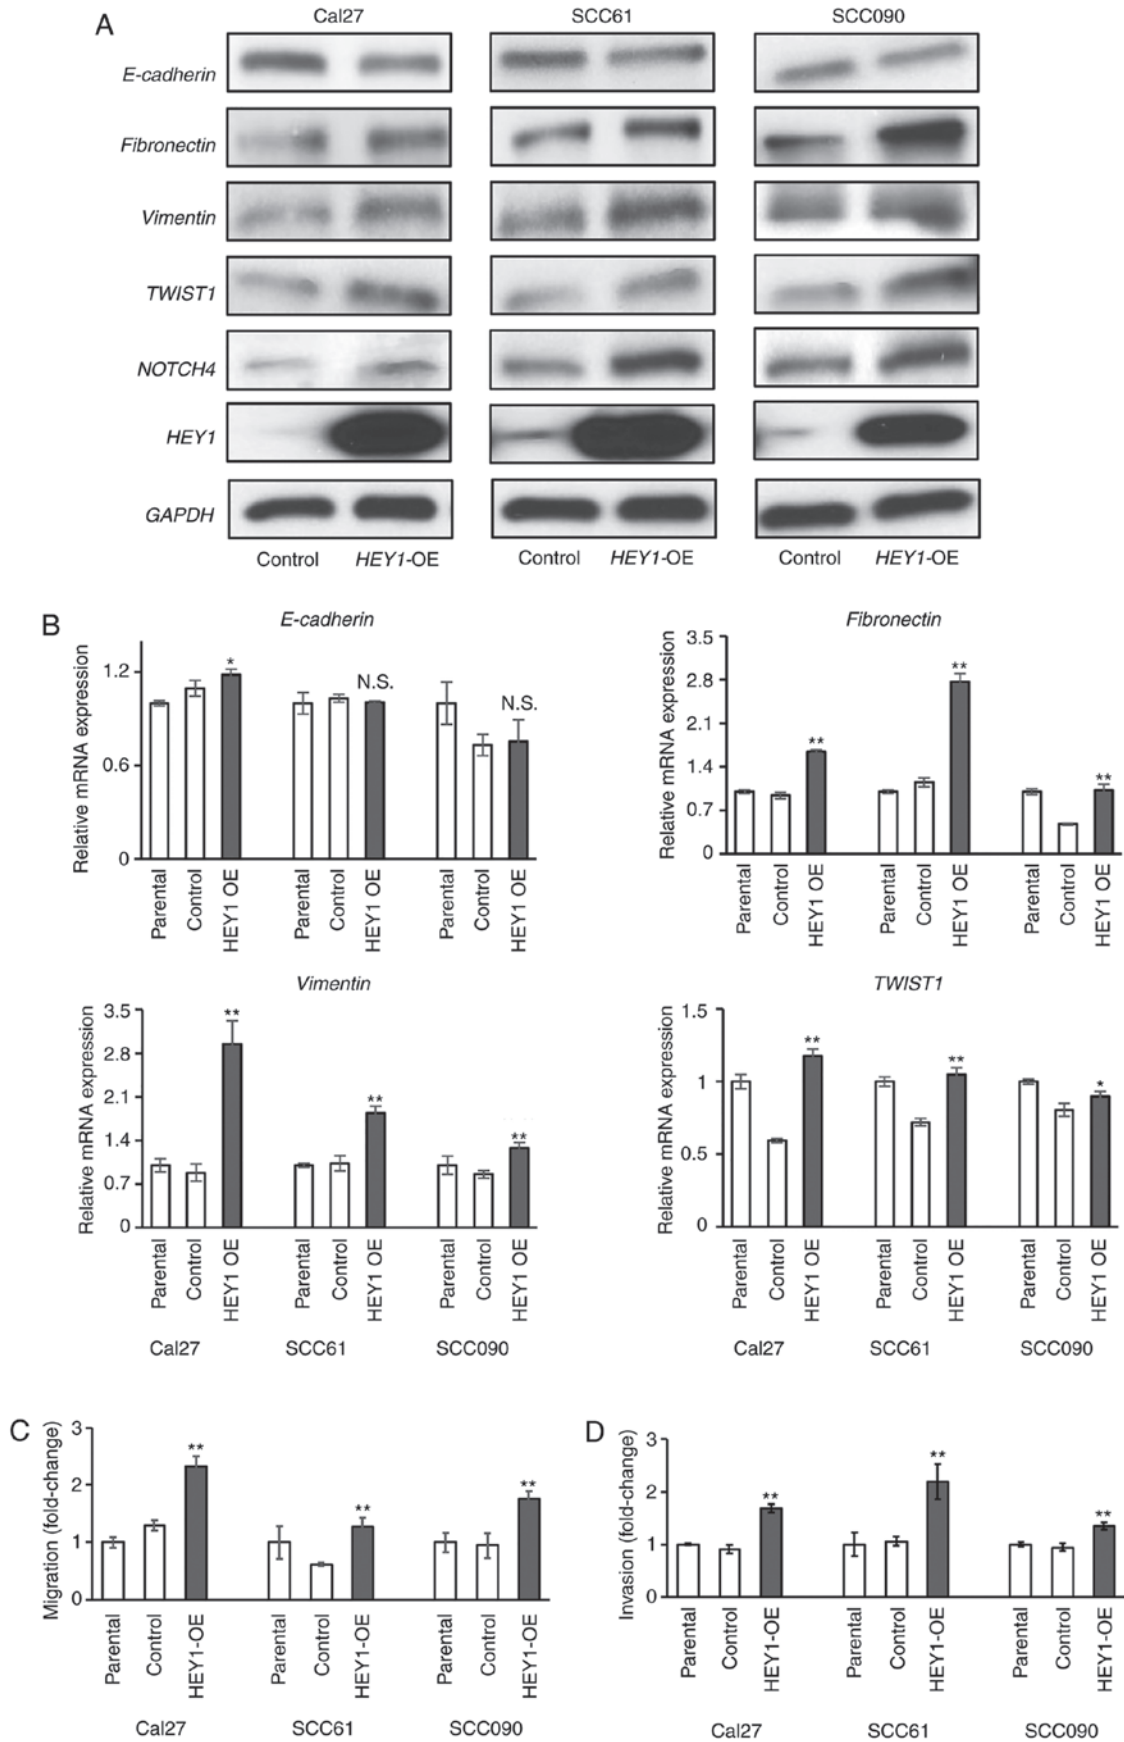 A
Cal27 SCC61 SCC090
E-cadherin
Fibronectin
Vimentin
TWIST1
NOTCH4
HEY1
GAPDH
Control HEY1-OE Control HEY1-OE Control HEY1-OE
B
E-cadherin
Relative mRNA expression
1.2
0.6
0
* N.S. N.S.
Parental Control HEY1 OE Parental Control HEY1 OE Parental Control HEY1 OE
Fibronectin
Relative mRNA expression
3.5
2.8
2.1
1.4
0.7
0
** ** **
Parental Control HEY1 OE Parental Control HEY1 OE Parental Control HEY1 OE
Vimentin
Relative mRNA expression
3.5
2.8
2.1
1.4
0.7
0
** ** **
Parental Control HEY1 OE Parental Control HEY1 OE Parental Control HEY1 OE
Cal27 SCC61 SCC090
TWIST1
Relative mRNA expression
1.5
1
0.5
0
** ** *
Parental Control HEY1 OE Parental Control HEY1 OE Parental Control HEY1 OE
Cal27 SCC61 SCC090
C
Migration (fold-change)
3
2
1
0
** ** **
Parental Control HEY1-OE Parental Control HEY1-OE Parental Control HEY1-OE
Cal27 SCC61 SCC090
D
Invasion (fold-change)
3
2
1
0
** ** **
Parental Control HEY1-OE Parental Control HEY1-OE Parental Control HEY1-OE
Cal27 SCC61 SCC090